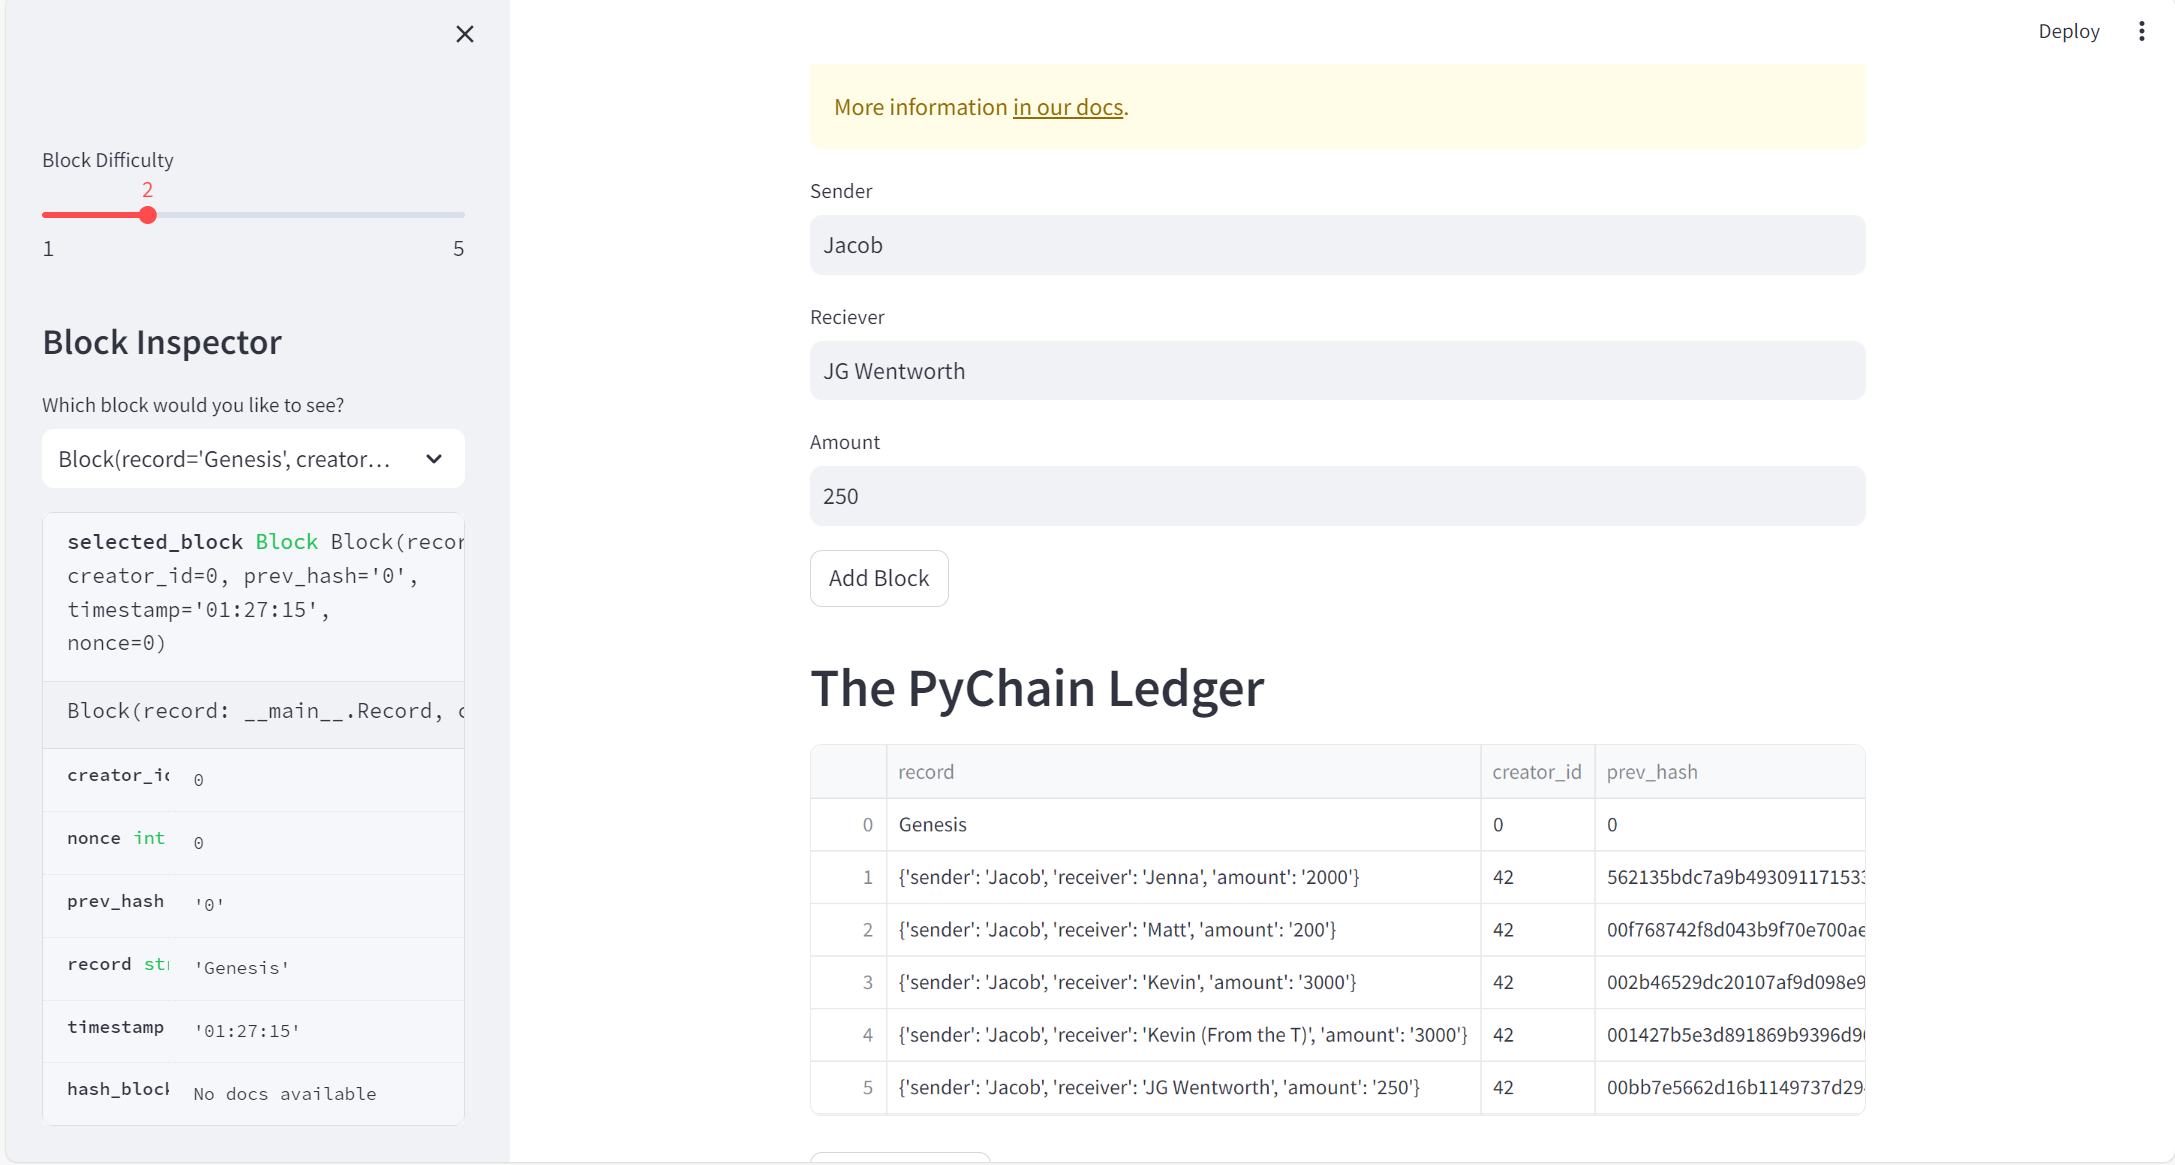 Deploy
Block Difficulty
2
1 5
Block Inspector
Which block would you like to see?
Block(record='Genesis', creator…
selected_block Block Block(recor
creator_id=0, prev_hash='0',
timestamp='01:27:15',
nonce=0)
Block(record: __main__.Record, c
creator_id 0
nonce int 0
prev_hash '0'
record str 'Genesis'
timestamp '01:27:15'
hash_block No docs available
More information in our docs.
Sender
Jacob
Reciever
JG Wentworth
Amount
250
Add Block
The PyChain Ledger
record creator_id prev_hash
0 Genesis 0 0
1 {'sender': 'Jacob', 'receiver': 'Jenna', 'amount': '2000'} 42 562135bdc7a9b493091171533
2 {'sender': 'Jacob', 'receiver': 'Matt', 'amount': '200'} 42 00f768742f8d043b9f70e700ae
3 {'sender': 'Jacob', 'receiver': 'Kevin', 'amount': '3000'} 42 002b46529dc20107af9d098e9
4 {'sender': 'Jacob', 'receiver': 'Kevin (From the T)', 'amount': '3000'} 42 001427b5e3d891869b9396d9
5 {'sender': 'Jacob', 'receiver': 'JG Wentworth', 'amount': '250'} 42 00bb7e5662d16b1149737d29